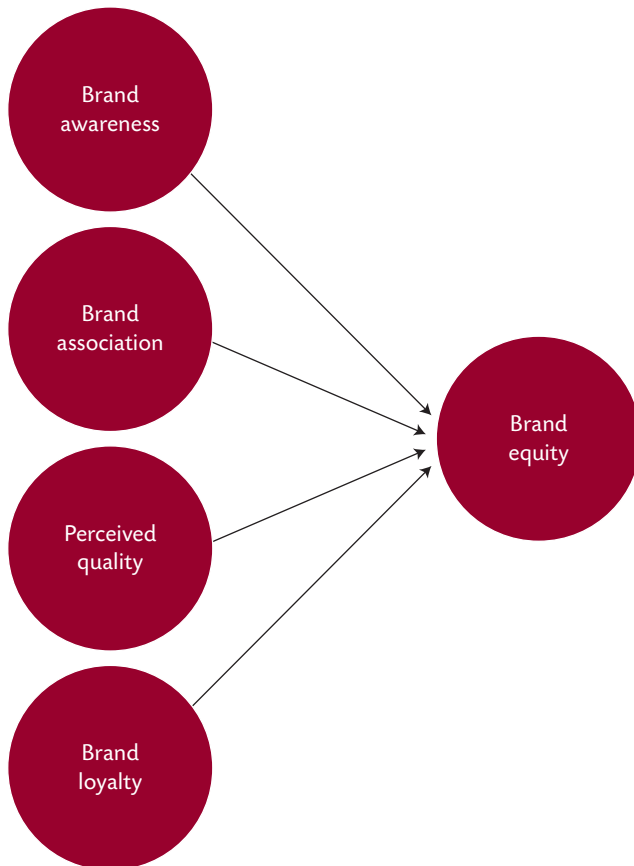 Brand
awareness
Brand
association
Brand
equity
Perceived
quality
Brand
loyalty